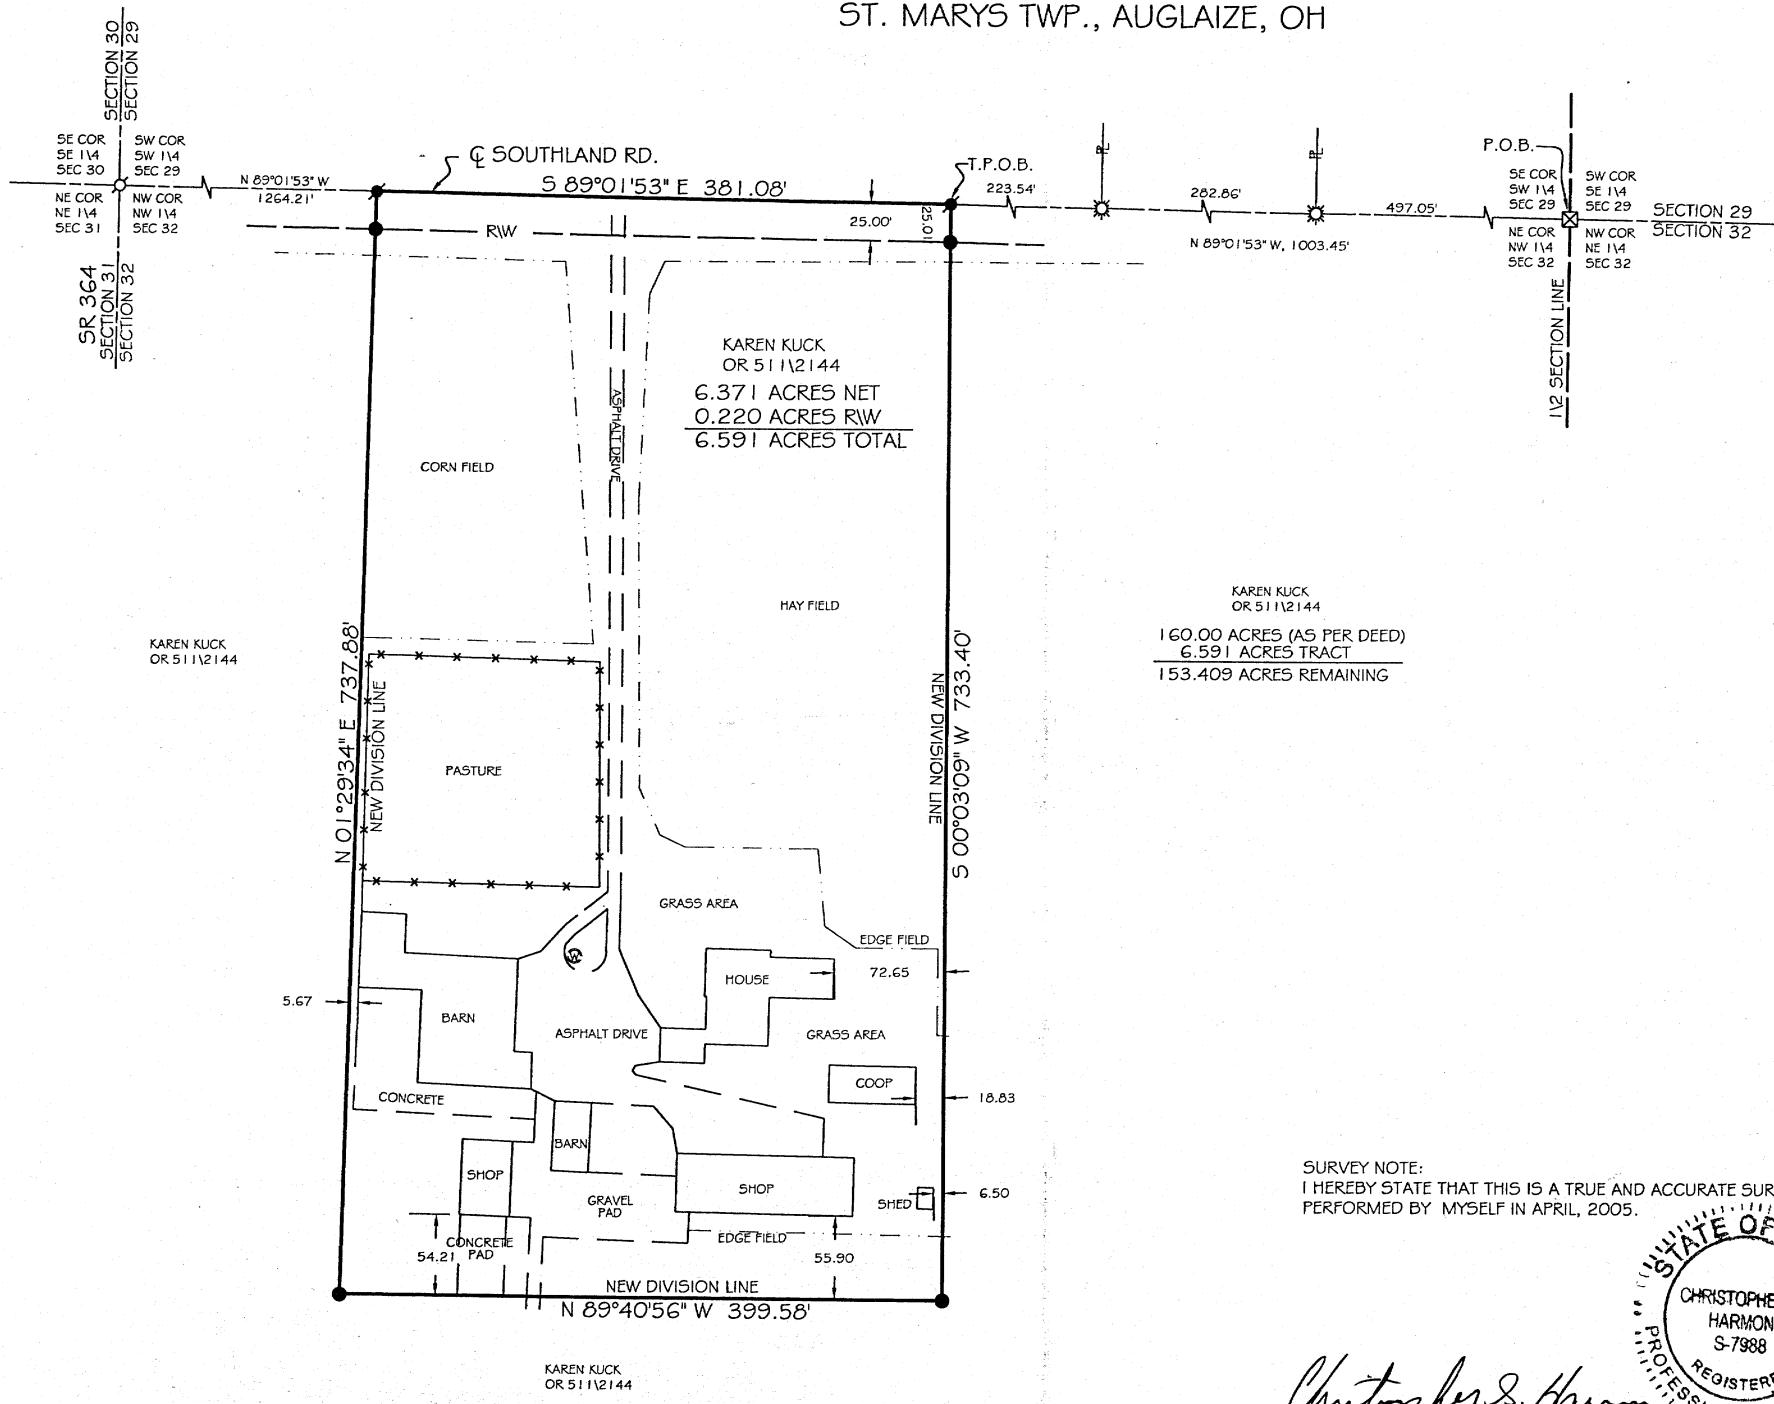 ST. MARYS TWP., AUGLAIZE, OH
SECTION 30
SECTION 29
SE COR
SE 1\4
SEC 30
SW COR
SW 1\4
SEC 29
NE COR
NE 1\4
SEC 31
NW COR
NW 1\4
SEC 32
SR 364
SECTION 31
SECTION 32
N 89°01'53" W
1264.21'
℄ SOUTHLAND RD.
S 89°01'53" E 381.08'
T.P.O.B.
223.54'
℄
282.86'
℄
497.05'
N 89°01'53" W, 1003.45'
P.O.B.
SE COR
SW 1\4
SEC 29
SW COR
SE 1\4
SEC 29
NE COR
NW 1\4
SEC 32
NW COR
NE 1\4
SEC 32
SECTION 29
SECTION 32
1\2 SECTION LINE
R\W
25.00'
25.01
KAREN KUCK
OR 511\2144
6.371 ACRES NET
0.220 ACRES R\W
6.591 ACRES TOTAL
ASPHALT DRIVE
CORN FIELD
HAY FIELD
KAREN KUCK
OR 511\2144
160.00 ACRES (AS PER DEED)
6.591 ACRES TRACT
153.409 ACRES REMAINING
KAREN KUCK
OR 511\2144
N 01°29'34" E 737.88'
NEW DIVISION LINE
PASTURE
NEW DIVISION LINE
S 00°03'09" W 733.40'
GRASS AREA
EDGE FIELD
72.65
W
HOUSE
5.67
BARN
ASPHALT DRIVE
GRASS AREA
COOP
18.83
CONCRETE
BARN
SHOP
SHOP
GRAVEL
PAD
SHED
6.50
54.21
CONCRETE
PAD
EDGE FIELD
55.90
NEW DIVISION LINE
N 89°40'56" W 399.58'
KAREN KUCK
OR 511\2144
SURVEY NOTE:
I HEREBY STATE THAT THIS IS A TRUE AND ACCURATE SUR
PERFORMED BY MYSELF IN APRIL, 2005.
STATE OF
CHRISTOPHE
HARMON
S-7988
REGISTERE
PROFESS
Christopher S. Harmon